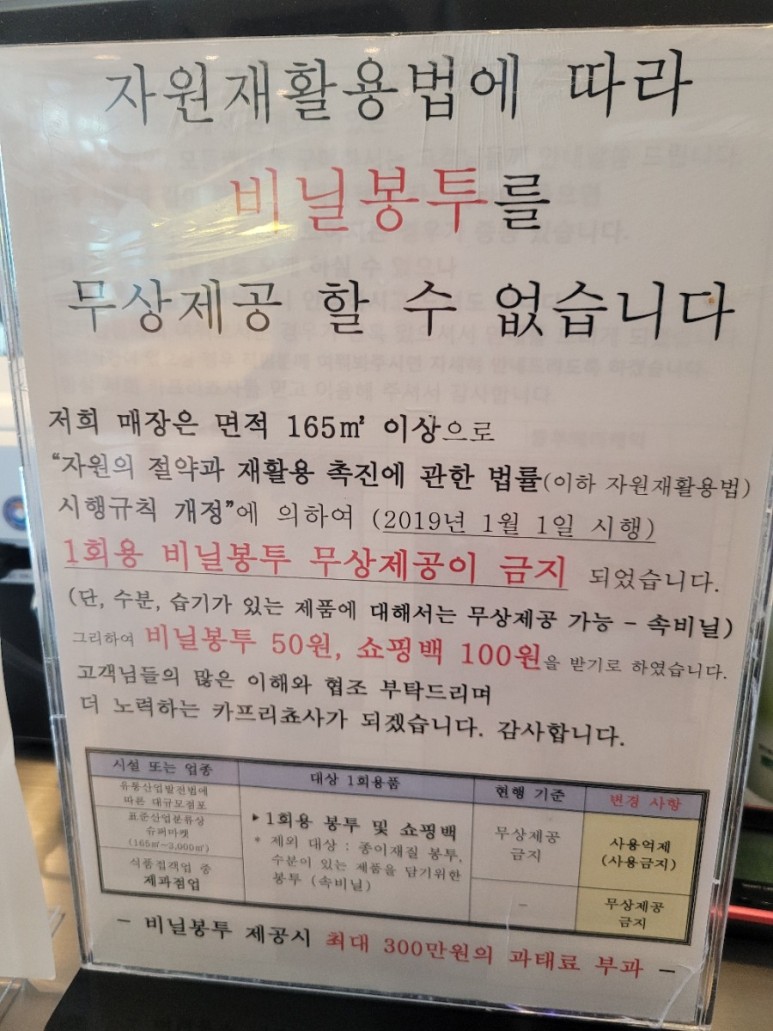 자원재활용법에 따라
비닐봉투를
무상제공 할 수 없습니다
저희 매장은 면적 165㎡ 이상으로
“자원의 절약과 재활용 촉진에 관한 법률(이하 자원재활용법)
시행규칙 개정”에 의하여 (2019년 1월 1일 시행)
1회용 비닐봉투 무상제공이 금지 되었습니다.
(단, 수분, 습기가 있는 제품에 대해서는 무상제공 가능 - 속비닐)
그리하여 비닐봉투 50원, 쇼핑백 100원을 받기로 하였습니다.
고객님들의 많은 이해와 협조 부탁드리며
더 노력하는 카프리쵸사가 되겠습니다. 감사합니다.
시설 또는 업종 대상 1회용품 현행 기준 변경 사항
유통산업발전법에
따른 대규모점포
표준산업분류상
슈퍼마켓
(165㎡~3,000㎡)
식품접객업 중
제과점업
▸1회용 봉투 및 쇼핑백
* 제외 대상 : 종이재질 봉투,
수분이 있는 제품을 담기위한
봉투 (속비닐)
무상제공
금지
-
사용억제
(사용금지)
무상제공
금지
- 비닐봉투 제공시 최대 300만원의 과태료 부과 -